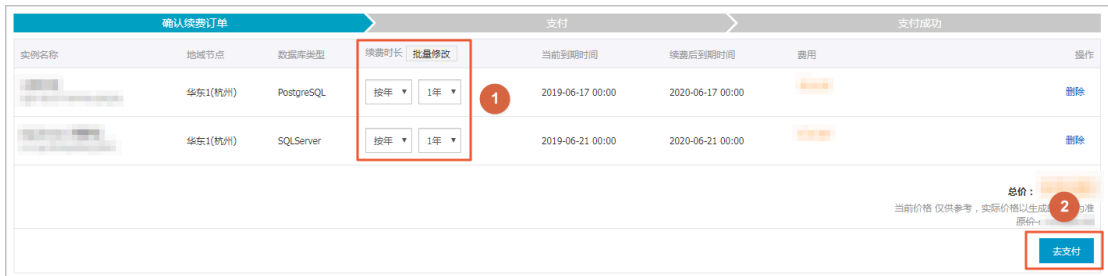 确认续费订单 支付 支付成功
实例名称 地域节点 数据库类型 续费时长 批量修改 当前到期时间 续费后到期时间 费用 操作
华东1(杭州) PostgreSQL 按年 1年 2019-06-17 00:00 2020-06-17 00:00 删除
1
华东1(杭州) SQLServer 按年 1年 2019-06-21 00:00 2020-06-21 00:00 删除
总价：
2
当前价格 仅供参考，实际价格以生成 为准
原价:
去支付